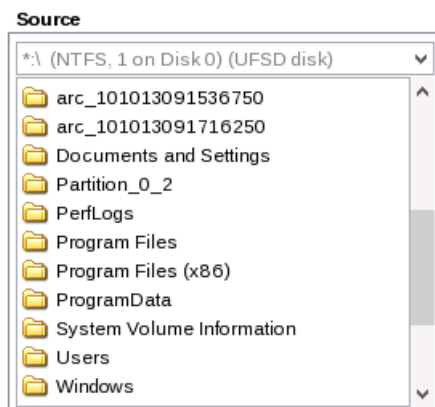 Source
*:\ (NTFS, 1 on Disk 0) (UFSD disk)
arc_101013091536750
arc_101013091716250
Documents and Settings
Partition_0_2
PerfLogs
Program Files
Program Files (x86)
ProgramData
System Volume Information
Users
Windows